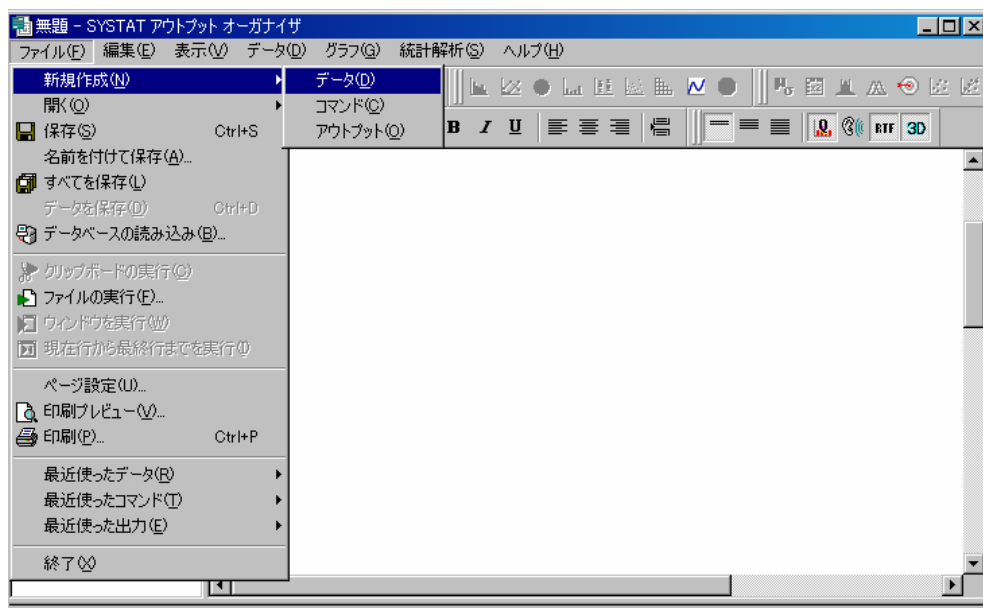 無題 - SYSTAT アウトプット オーガナイザ
ファイル(F) 編集(E) 表示(V) データ(D) グラフ(G) 統計解析(S) ヘルプ(H)
新規作成(N)
開く(O)
保存(S) Ctrl+S
名前を付けて保存(A)...
すべてを保存(L)
データを保存(D) Ctrl+D
データベースの読み込み(B)...
クリップボードの実行(C)
ファイルの実行(F)...
ウィンドウを実行(W)
現在行から最終行までを実行(I)
ページ設定(U)...
印刷プレビュー(V)...
印刷(P)... Ctrl+P
最近使ったデータ(R)
最近使ったコマンド(T)
最近使った出力(E)
終了(X)
データ(D)
コマンド(C)
アウトプット(O)
B I U RTF 3D